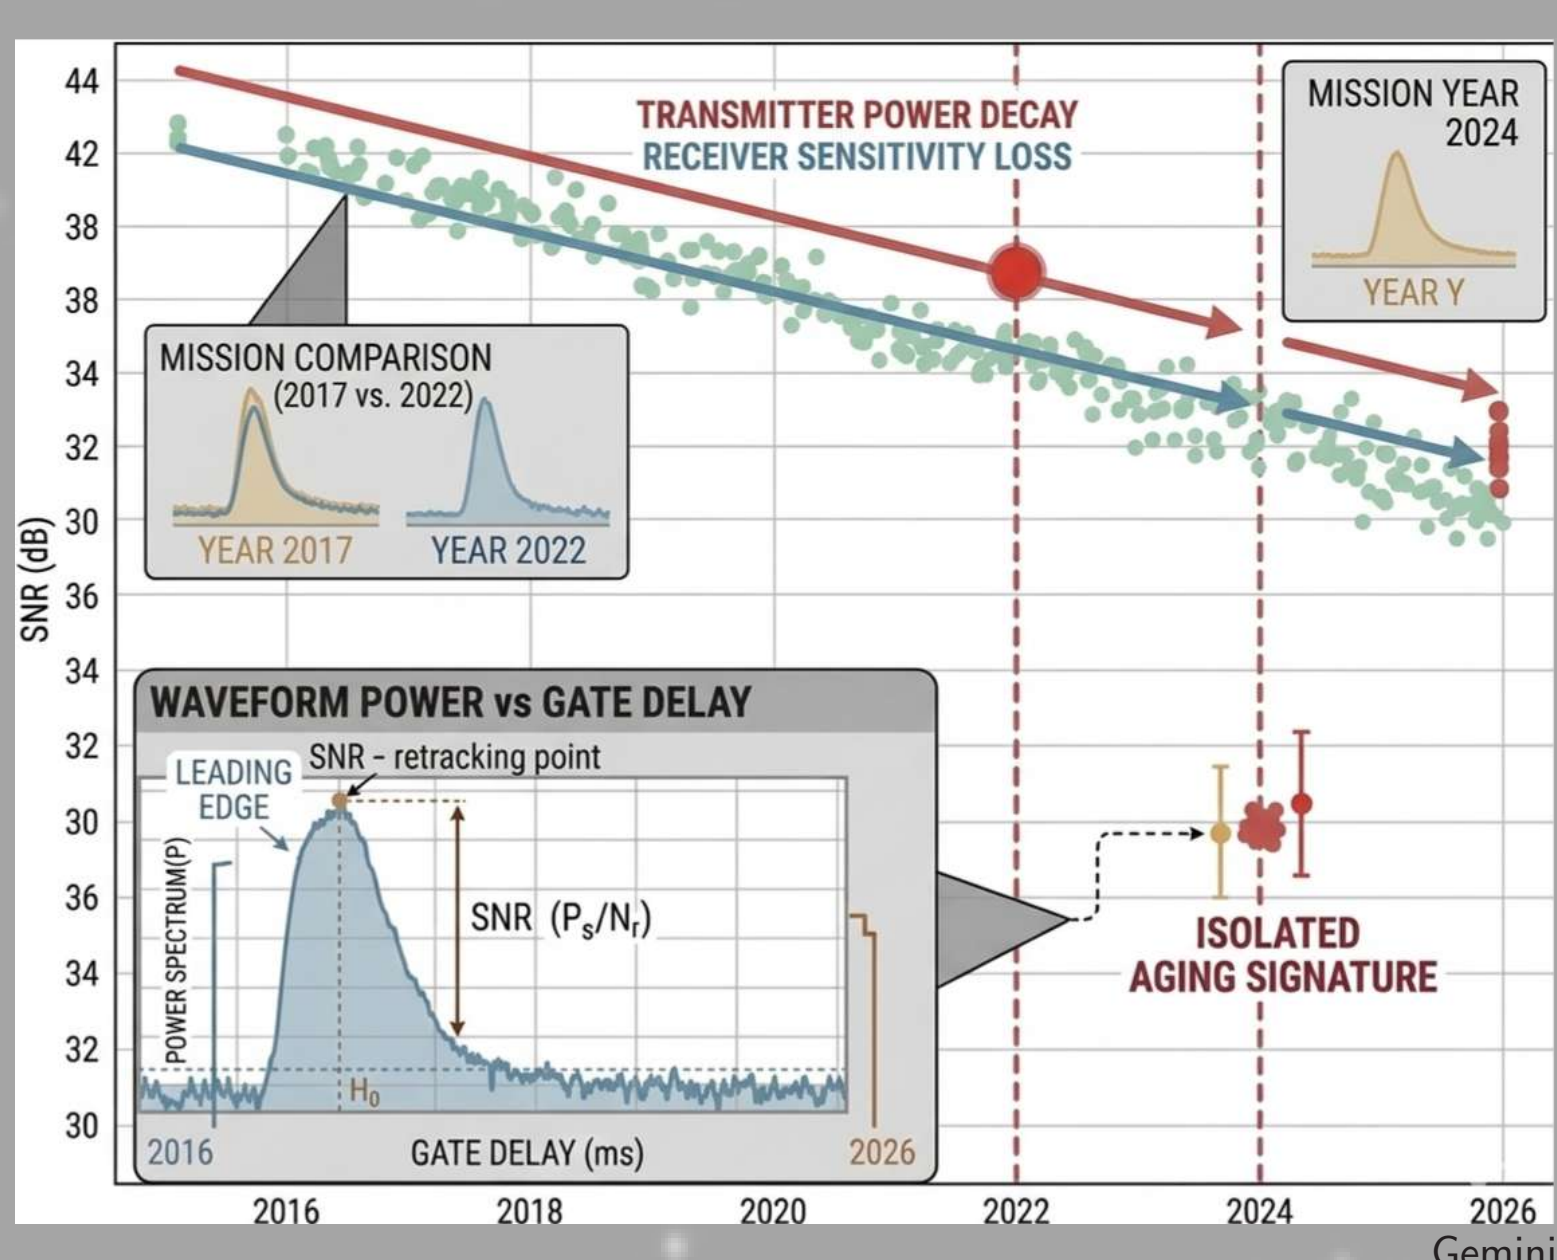 TRANSMITTER POWER DECAY
RECEIVER SENSITIVITY LOSS
MISSION YEAR
2024
YEAR Y
MISSION COMPARISON
(2017 vs. 2022)
YEAR 2017
YEAR 2022
SNR (dB)
44
42
38
38
34
32
30
36
34
32
30
36
34
32
30
WAVEFORM POWER vs GATE DELAY
SNR - retracking point
LEADING
EDGE
POWER SPECTRUM(P)
SNR (Ps/Nr)
H0
2016
GATE DELAY (ms)
2026
ISOLATED
AGING SIGNATURE
2016
2018
2020
2022
2024
2026
Gemini